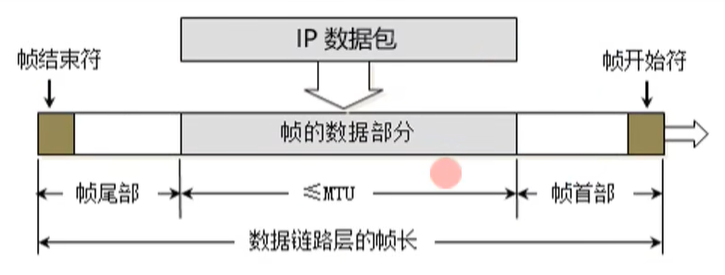 IP 数据包
帧结束符
帧开始符
帧的数据部分
帧尾部
≤MTU
帧首部
数据链路层的帧长